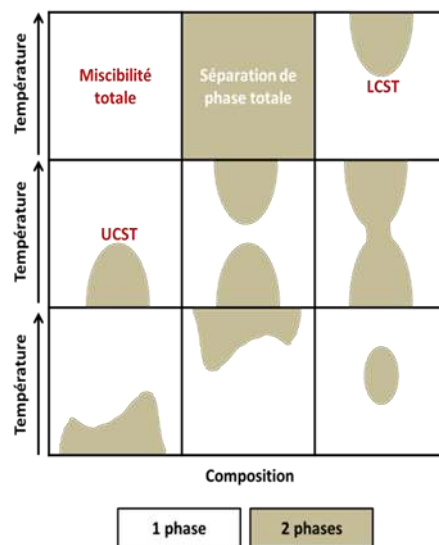 Température
Miscibilité
totale
Séparation de
phase totale
LCST
Température
UCST
Température
Composition
1 phase
2 phases